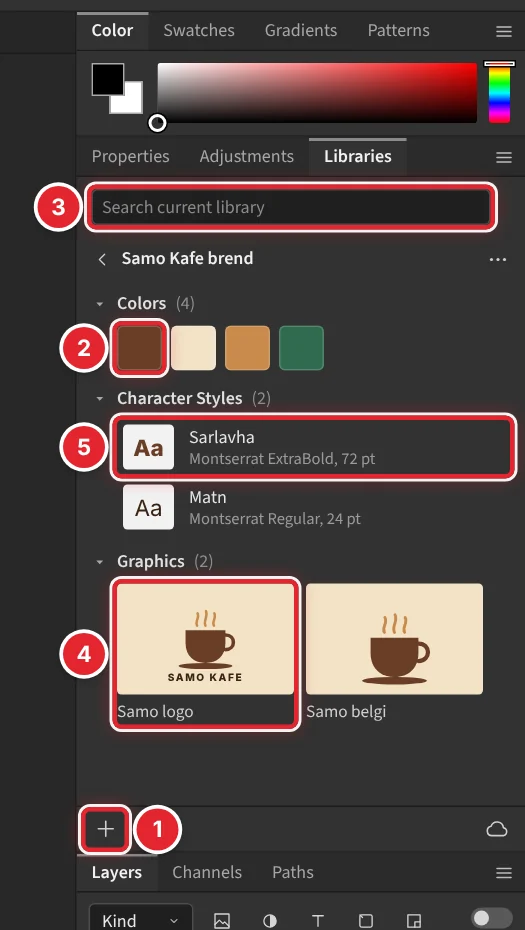 Color Swatches Gradients Patterns
Properties Adjustments Libraries
3 Search current library
Samo Kafe brend
Colors (4)
2
Character Styles (2)
5 Aa Sarlavha
Montserrat ExtraBold, 72 pt
Aa Matn
Montserrat Regular, 24 pt
Graphics (2)
4
SAMO KAFE
Samo logo Samo belgi
1
Layers Channels Paths
Kind T